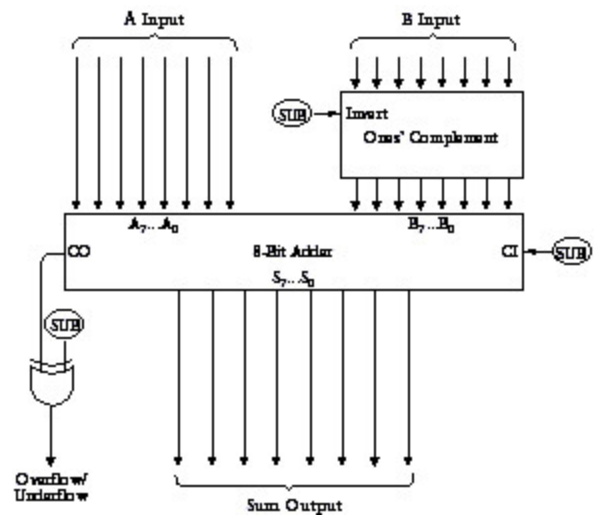 A Input
B Input
SUB
Invert
Ones' Complement
A7...A0
B7...B0
CO
8-Bit Adder
CI
SUB
S7...S0
SUB
Overflow/
Underflow
Sum Output